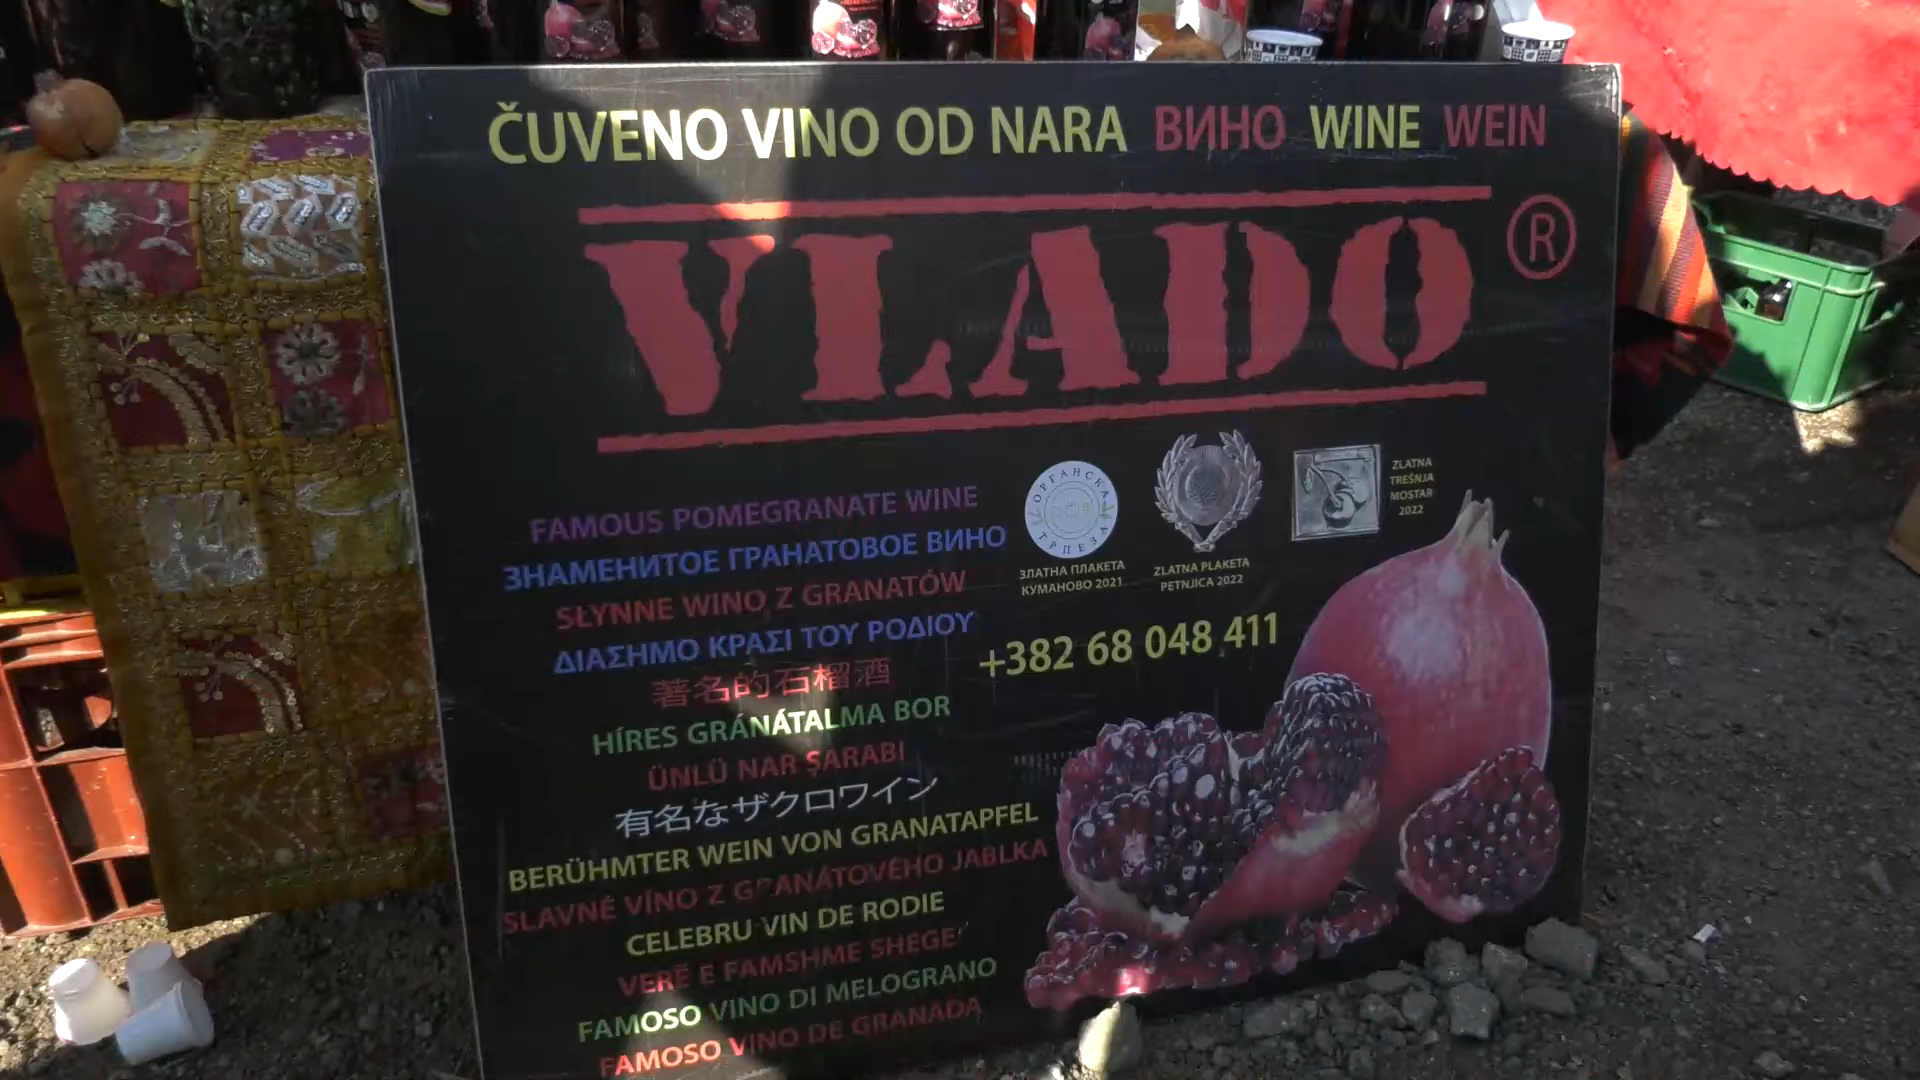 ČUVENO VINO OD NARA ВИНО WINE WEIN
VLADO ®
ОРГАНСКА ТРПЕЗА
ЗЛАТНА ПЛАКЕТА
КУМАНОВО 2021
ZLATNA PLAKETA
PETNJICA 2022
ZLATNA
TREŠNJA
MOSTAR
2022
+382 68 048 411
FAMOUS POMEGRANATE WINE
ЗНАМЕНИТОЕ ГРАНАТОВОЕ ВИНО
SŁYNNE WINO Z GRANATÓW
ΔΙΑΣΗΜΟ ΚΡΑΣΙ ΤΟΥ ΡΟΔΙΟΥ
著名的石榴酒
HÍRES GRÁNÁTALMA BOR
ÜNLÜ NAR ŞARABI
有名なザクロワイン
BERÜHMTER WEIN VON GRANATAPFEL
SLAVNÉ VÍNO Z GRANÁTOVÉHO JABLKA
CELEBRU VIN DE RODIE
VERË E FAMSHME SHEGE
FAMOSO VINO DI MELOGRANO
FAMOSO VINO DE GRANADA